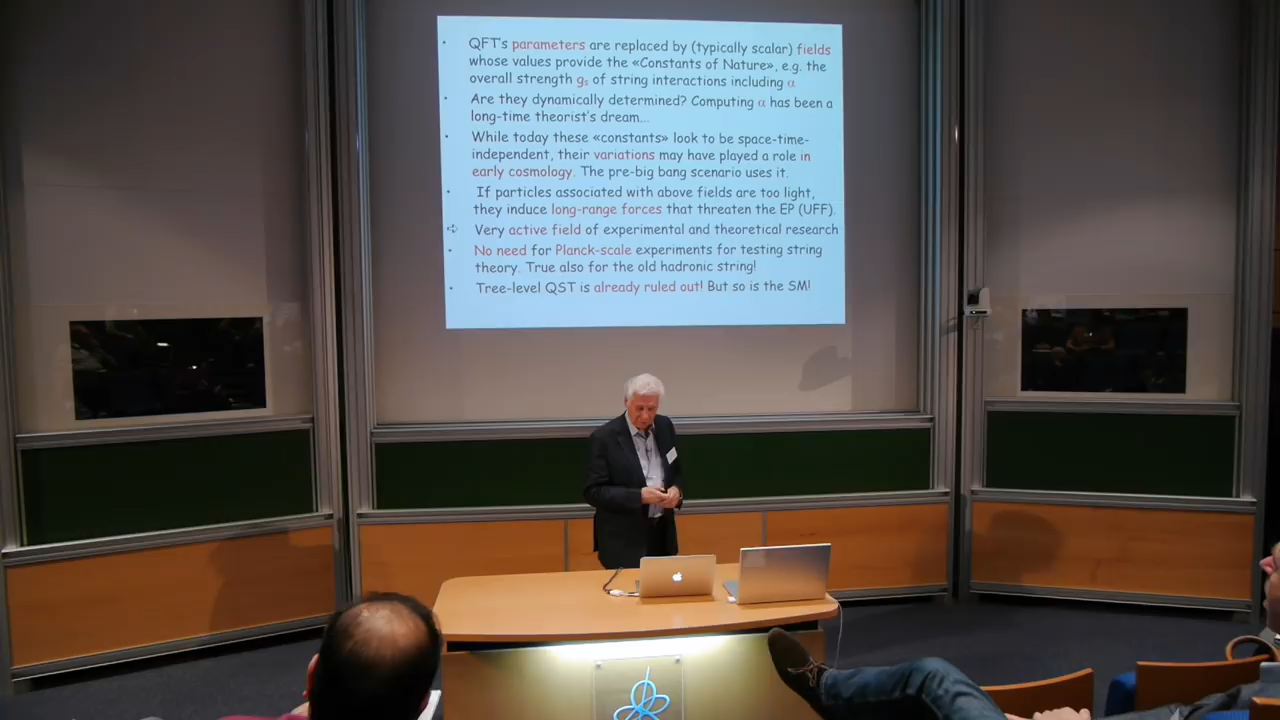 • QFT's parameters are replaced by (typically scalar) fields
whose values provide the «Constants of Nature», e.g. the
overall strength gₛ of string interactions including α
• Are they dynamically determined? Computing α has been a
long-time theorist's dream...
• While today these «constants» look to be space-time-
independent, their variations may have played a role in
early cosmology. The pre-big bang scenario uses it.
• If particles associated with above fields are too light,
they induce long-range forces that threaten the EP (UFF).
⇨ Very active field of experimental and theoretical research
• No need for Planck-scale experiments for testing string
theory. True also for the old hadronic string!
• Tree-level QST is already ruled out! But so is the SM!